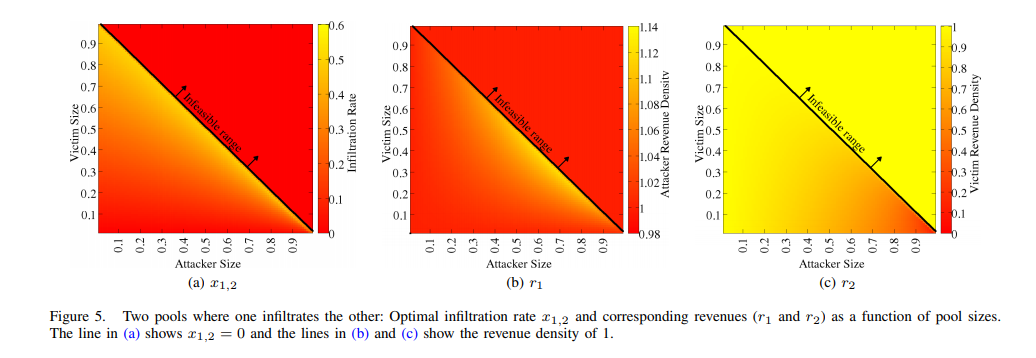 0.9
0.8
0.7
0.6
0.5
0.4
0.3
0.2
0.1
Victim Size
Infeasible range
0.1 0.2 0.3 0.4 0.5 0.6 0.7 0.8 0.9
Attacker Size
0.6
0.5
0.4
0.3
0.2
0.1
0
Infiltration Rate
(a) x1,2
0.9
0.8
0.7
0.6
0.5
0.4
0.3
0.2
0.1
Victim Size
Infeasible range
0.1 0.2 0.3 0.4 0.5 0.6 0.7 0.8 0.9
Attacker Size
1.14
1.12
1.1
1.08
1.06
1.04
1.02
1
0.98
Attacker Revenue Density
(b) r1
0.9
0.8
0.7
0.6
0.5
0.4
0.3
0.2
0.1
Victim Size
Infeasible range
0.1 0.2 0.3 0.4 0.5 0.6 0.7 0.8 0.9
Attacker Size
1
0.9
0.8
0.7
0.6
0.5
0.4
0.3
0.2
0.1
0
Victim Revenue Density
(c) r2
Figure 5. Two pools where one infiltrates the other: Optimal infiltration rate x1,2 and corresponding revenues (r1 and r2) as a function of pool sizes.
The line in (a) shows x1,2 = 0 and the lines in (b) and (c) show the revenue density of 1.